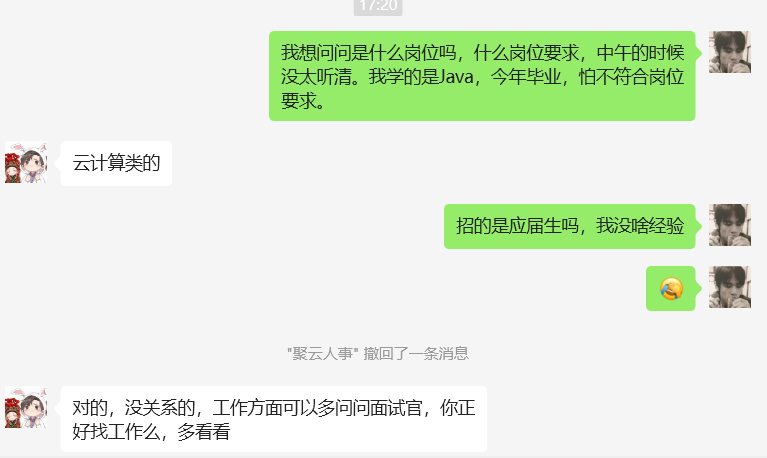 17:20
我想问问是什么岗位吗，什么岗位要求，中午的时候
没太听清。我学的是Java，今年毕业，怕不符合岗位
要求。
云计算类的
招的是应届生吗，我没啥经验
"聚云人事" 撤回了一条消息
对的，没关系的，工作方面可以多问问面试官，你正
好找工作么，多看看